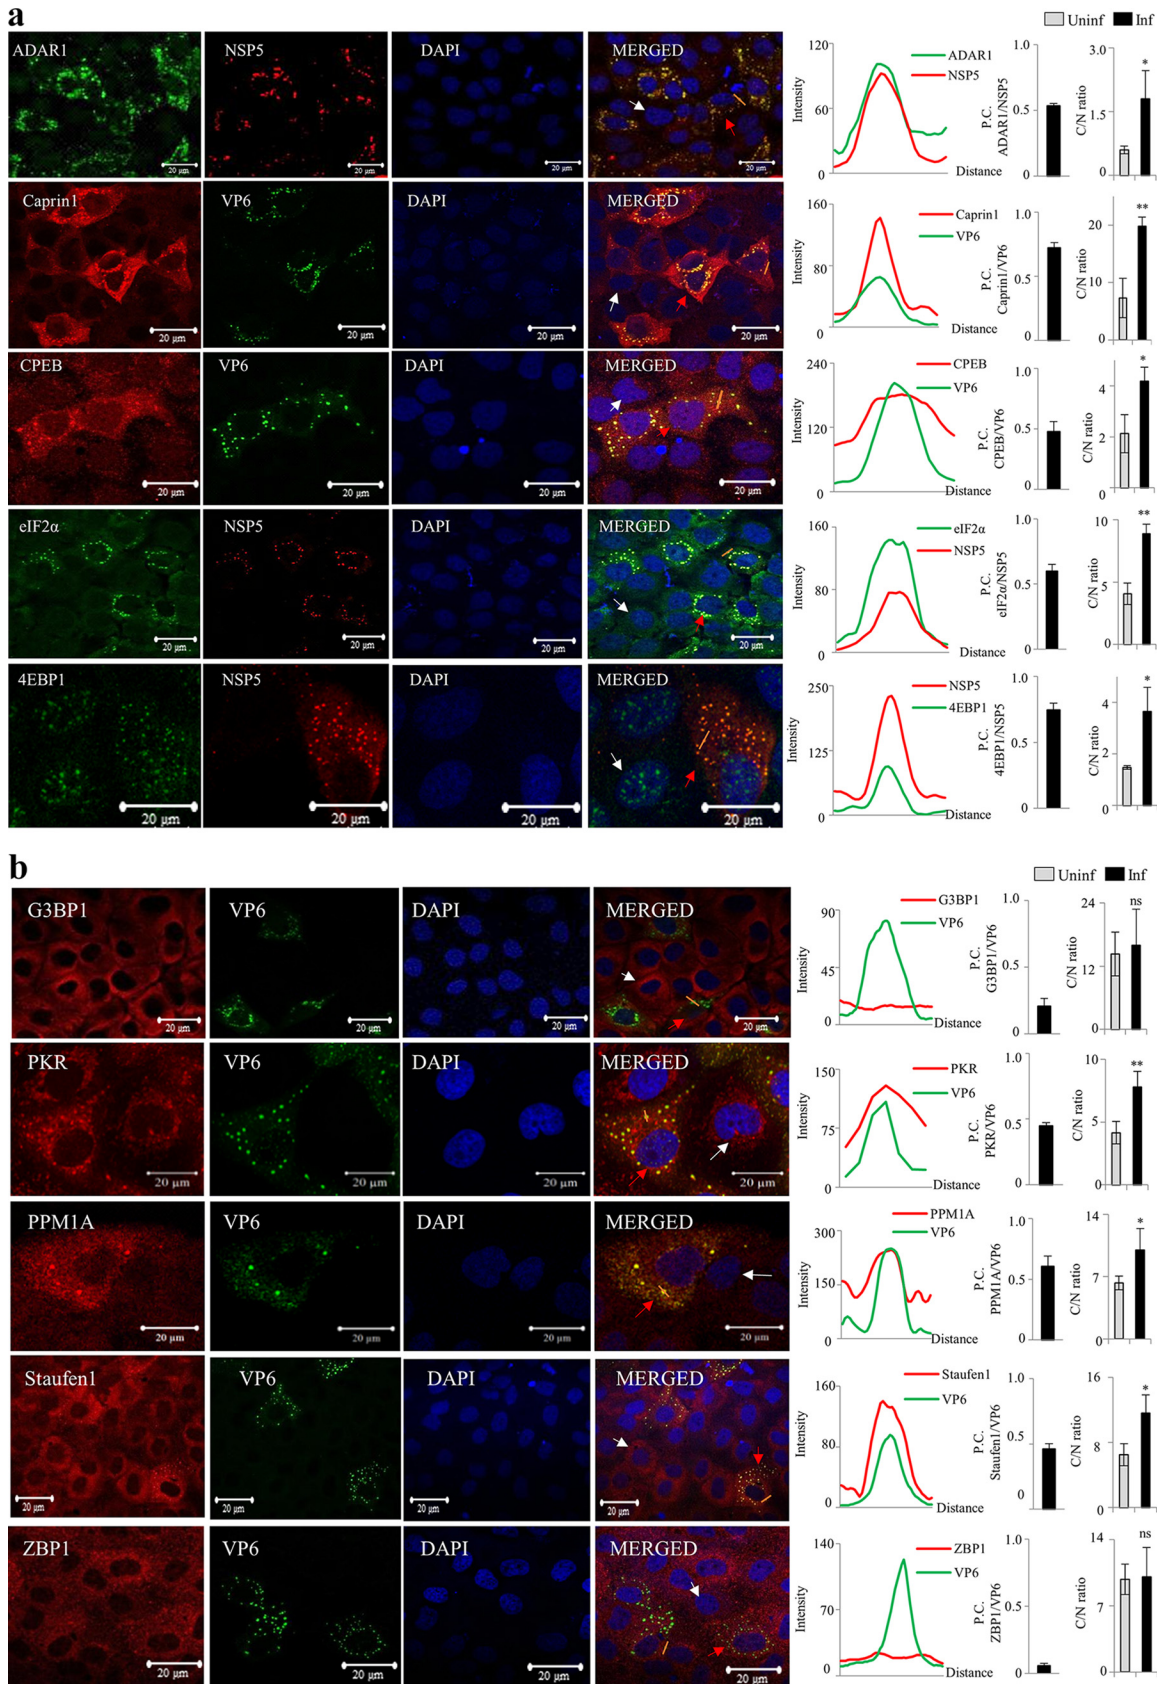 a
Uninf Inf
ADAR1 NSP5 DAPI MERGED
20 µm 20 µm 20 µm 20 µm
Intensity
120
60
0
ADAR1
NSP5
Distance
P.C.
ADAR1/NSP5
1.0
0.5
0
C/N ratio
3.0
1.5
0
*
Caprin1 VP6 DAPI MERGED
20 µm 20 µm 20 µm 20 µm
Intensity
160
80
0
Caprin1
VP6
Distance
P.C.
Caprin1/VP6
1.0
0.5
0
C/N ratio
20
10
0
**
CPEB VP6 DAPI MERGED
20 µm 20 µm 20 µm 20 µm
Intensity
240
120
0
CPEB
VP6
Distance
P.C.
CPEB/VP6
1.0
0.5
0
C/N ratio
4
2
0
*
eIF2α NSP5 DAPI MERGED
20 µm 20 µm 20 µm 20 µm
Intensity
160
80
0
eIF2α
NSP5
Distance
P.C.
eIF2α/NSP5
1.0
0.5
0
C/N ratio
10
5
0
**
4EBP1 NSP5 DAPI MERGED
20 µm 20 µm 20 µm 20 µm
Intensity
250
125
0
NSP5
4EBP1
Distance
P.C.
4EBP1/NSP5
1.0
0.5
0
C/N ratio
4
2
0
*
b
Uninf Inf
G3BP1 VP6 DAPI MERGED
20 µm 20 µm 20 µm 20 µm
Intensity
90
45
0
G3BP1
VP6
Distance
P.C.
G3BP1/VP6
1.0
0.5
0
C/N ratio
24
12
0
ns
PKR VP6 DAPI MERGED
20 µm 20 µm 20 µm 20 µm
Intensity
150
75
0
PKR
VP6
Distance
P.C.
PKR/VP6
1.0
0.5
0
C/N ratio
10
5
0
**
PPM1A VP6 DAPI MERGED
20 µm 20 µm 20 µm 20 µm
Intensity
300
150
0
PPM1A
VP6
Distance
P.C.
PPM1A/VP6
1.0
0.5
0
C/N ratio
14
7
0
*
Staufen1 VP6 DAPI MERGED
20 µm 20 µm 20 µm 20 µm
Intensity
160
80
0
Staufen1
VP6
Distance
P.C.
Staufen1/VP6
1.0
0.5
0
C/N ratio
16
8
0
*
ZBP1 VP6 DAPI MERGED
20 µm 20 µm 20 µm 20 µm
Intensity
140
70
0
ZBP1
VP6
Distance
P.C.
ZBP1/VP6
1.0
0.5
0
C/N ratio
14
7
0
ns